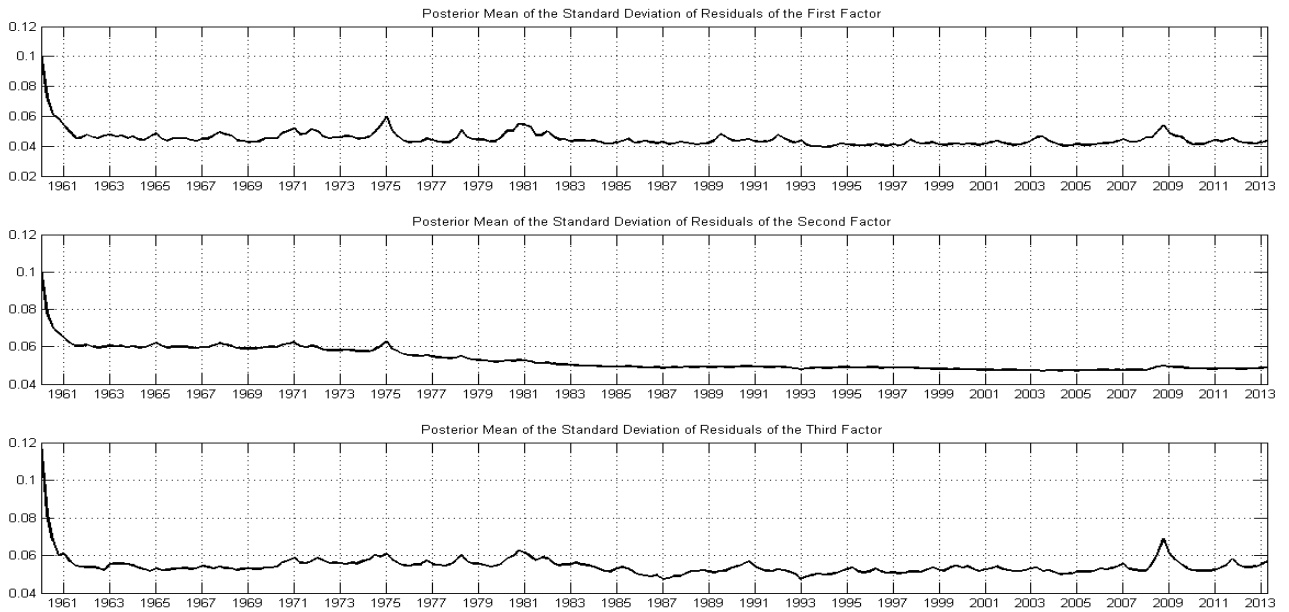 Posterior Mean of the Standard Deviation of Residuals of the First Factor
0.12
0.1
0.08
0.06
0.04
0.02
1961 1963 1965 1967 1969 1971 1973 1975 1977 1979 1981 1983 1985 1987 1989 1991 1993 1995 1997 1999 2001 2003 2005 2007 2009 2011 2013
Posterior Mean of the Standard Deviation of Residuals of the Second Factor
0.12
0.1
0.08
0.06
0.04
1961 1963 1965 1967 1969 1971 1973 1975 1977 1979 1981 1983 1985 1987 1989 1991 1993 1995 1997 1999 2001 2003 2005 2007 2009 2011 2013
Posterior Mean of the Standard Deviation of Residuals of the Third Factor
0.12
0.1
0.08
0.06
0.04
1961 1963 1965 1967 1969 1971 1973 1975 1977 1979 1981 1983 1985 1987 1989 1991 1993 1995 1997 1999 2001 2003 2005 2007 2009 2011 2013